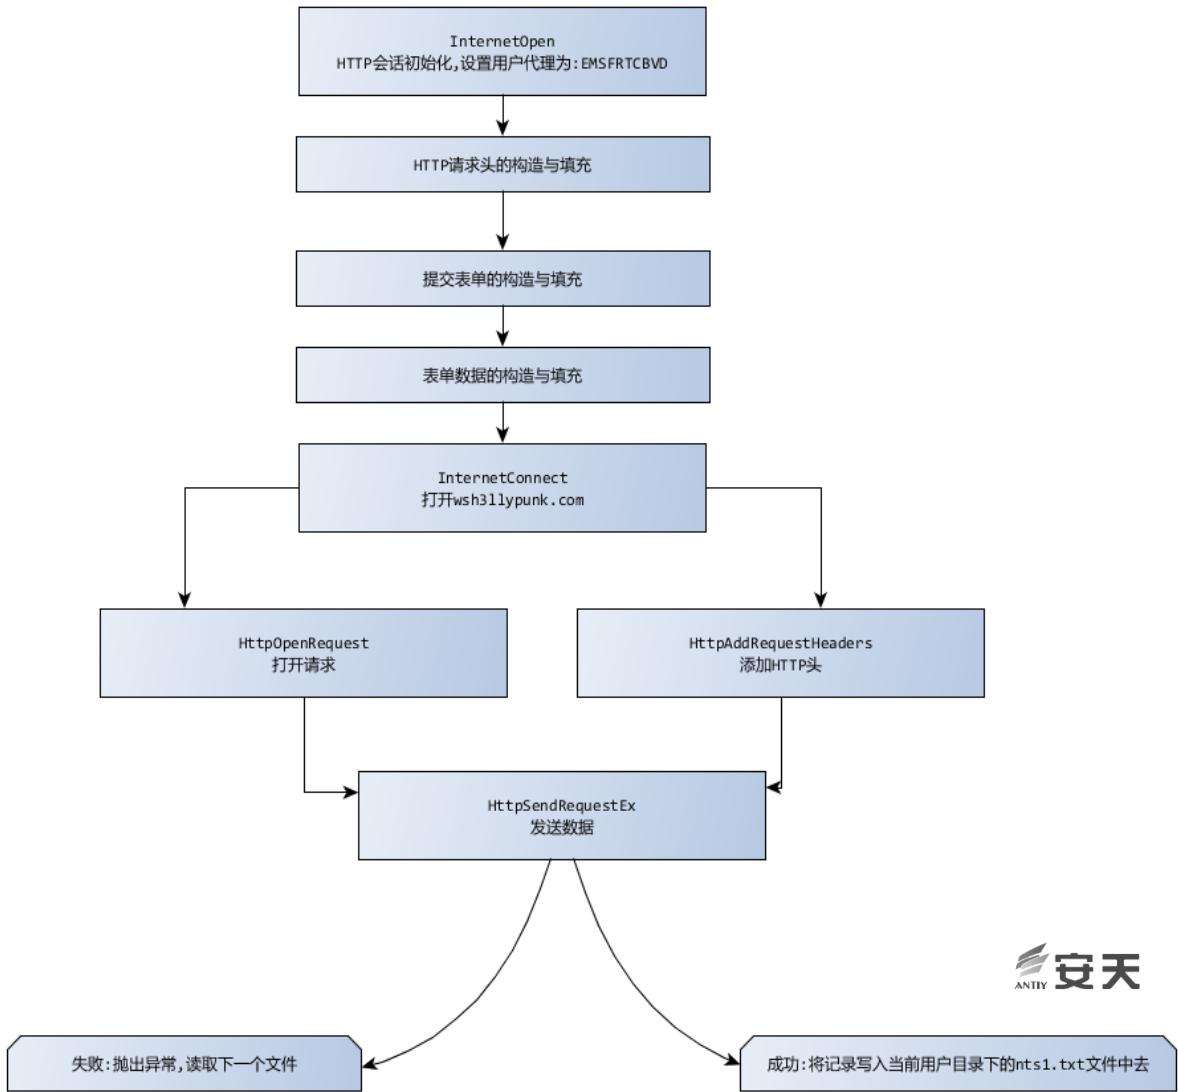 InternetOpen
HTTP会话初始化,设置用户代理为:EMSFRTCBVD
HTTP请求头的构造与填充
提交表单的构造与填充
表单数据的构造与填充
InternetConnect
打开wsh3llypunk.com
HttpOpenRequest
打开请求
HttpAddRequestHeaders
添加HTTP头
HttpSendRequestEx
发送数据
ANTIY 安天
失败:抛出异常,读取下一个文件
成功:将记录写入当前用户目录下的nts1.txt文件中去